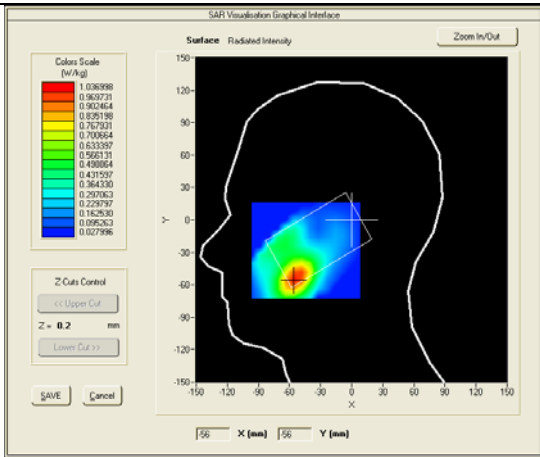 SAR Visualisation Graphical Interface
Surface Radiated Intensity
Zoom In/Out
Colors Scale
(W/kg)
1.036998
0.969731
0.902464
0.835198
0.767931
0.700664
0.633397
0.566131
0.498864
0.431597
0.364330
0.297063
0.229797
0.162530
0.095263
0.027996
Z-Cuts Control
<< Upper Cut
Z = 0.2 mm
Lower Cut >>
SAVE Cancel
150
120
90
60
30
0
-30
-60
-90
-120
-150
Y
-150 -120 -90 -60 -30 0 30 60 90 120 150
X
-56 X (mm) -56 Y (mm)